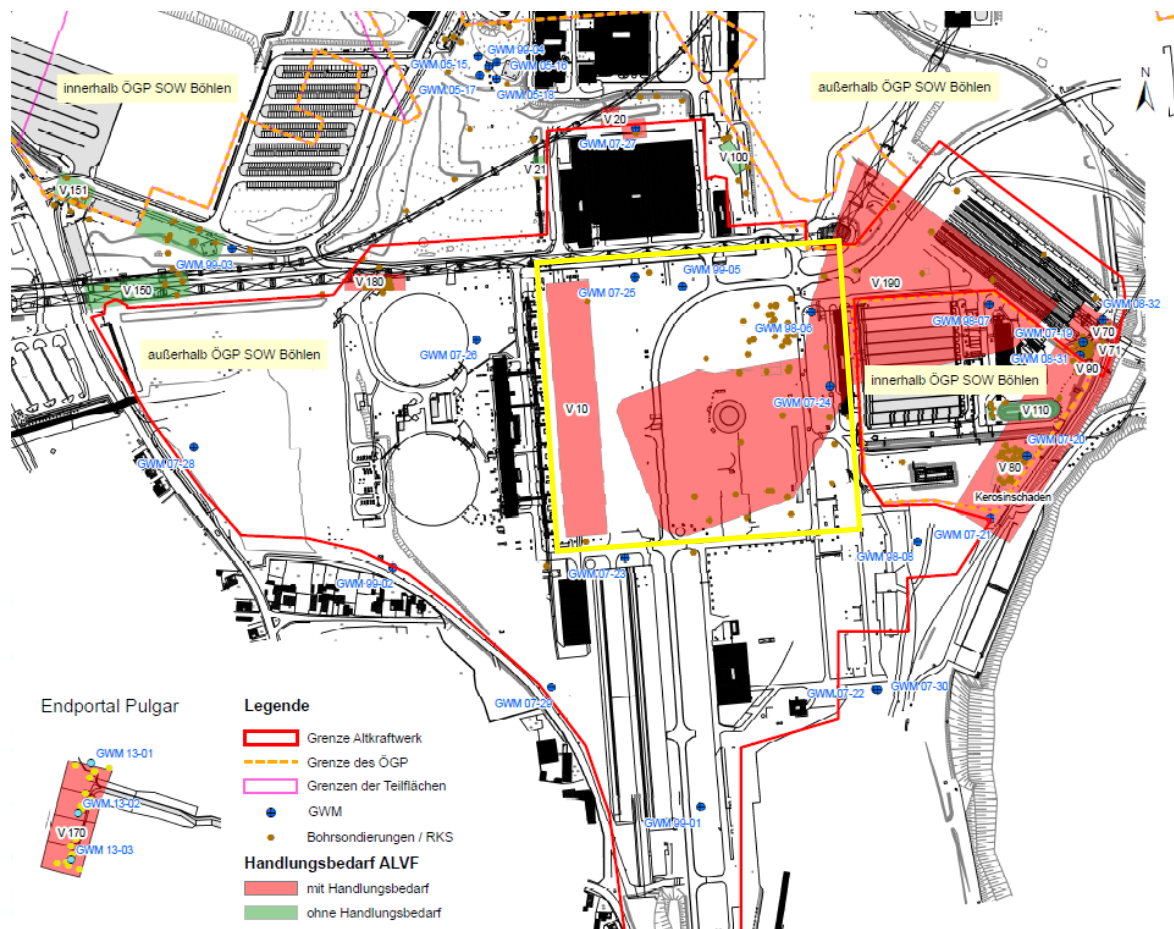 GWM 99-04
GWM 05-15,
GWM 05-16
GWM 05-17
GWM 05-18
innerhalb ÖGP SOW Böhlen
außerhalb ÖGP SOW Böhlen
N
V 20
GWM 07-27
V 21
V 100
V 151
GWM 99-03
V 150
V 180
GWM 99-05
GWM 07-25
V 190
GWM 98-06
GWM 98-07
GWM 08-32
GWM 07-19
V 70
V 71
GWM 08-31
V 90
außerhalb ÖGP SOW Böhlen
GWM 07-26
innerhalb ÖGP SOW Böhlen
V 10
GWM 07-24
V 110
GWM 07-28
GWM 07-20
V 80
Kerosinschaden
GWM 07-21
GWM 98-08
GWM 99-02
GWM 07-23
GWM 07-29
GWM 07-22
GWM 07-30
GWM 99-01
Endportal Pulgar
GWM 13-01
GWM 13-02
V 170
GWM 13-03
Legende
Grenze Altkraftwerk
Grenze des ÖGP
Grenzen der Teilflächen
GWM
Bohrsondierungen / RKS
Handlungsbedarf ALVF
mit Handlungsbedarf
ohne Handlungsbedarf